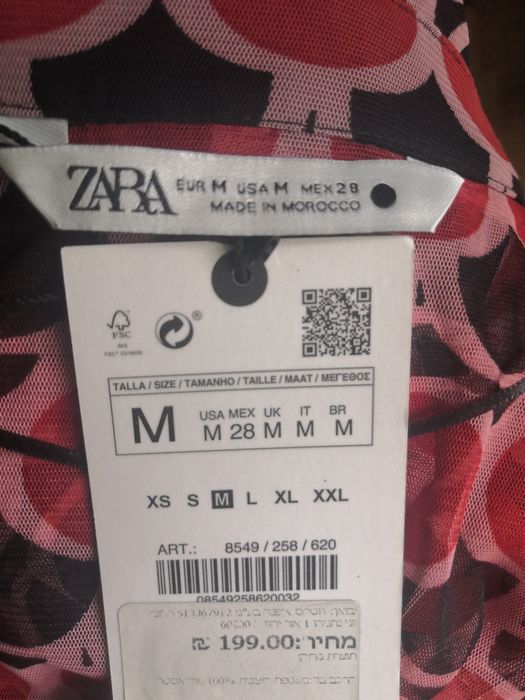 ZARA EUR M USA M MEX 28
MADE IN MOROCCO
FSC
TALLA / SIZE / TAMANHO / TAILLE / MAAT / ΜΕΓΕΘΟΣ
M
USA MEX UK IT BR
M 28 M M M
XS S M L XL XXL
ART.: 8549 / 258 / 620
08549258620032
מחיר: 199.00 ₪